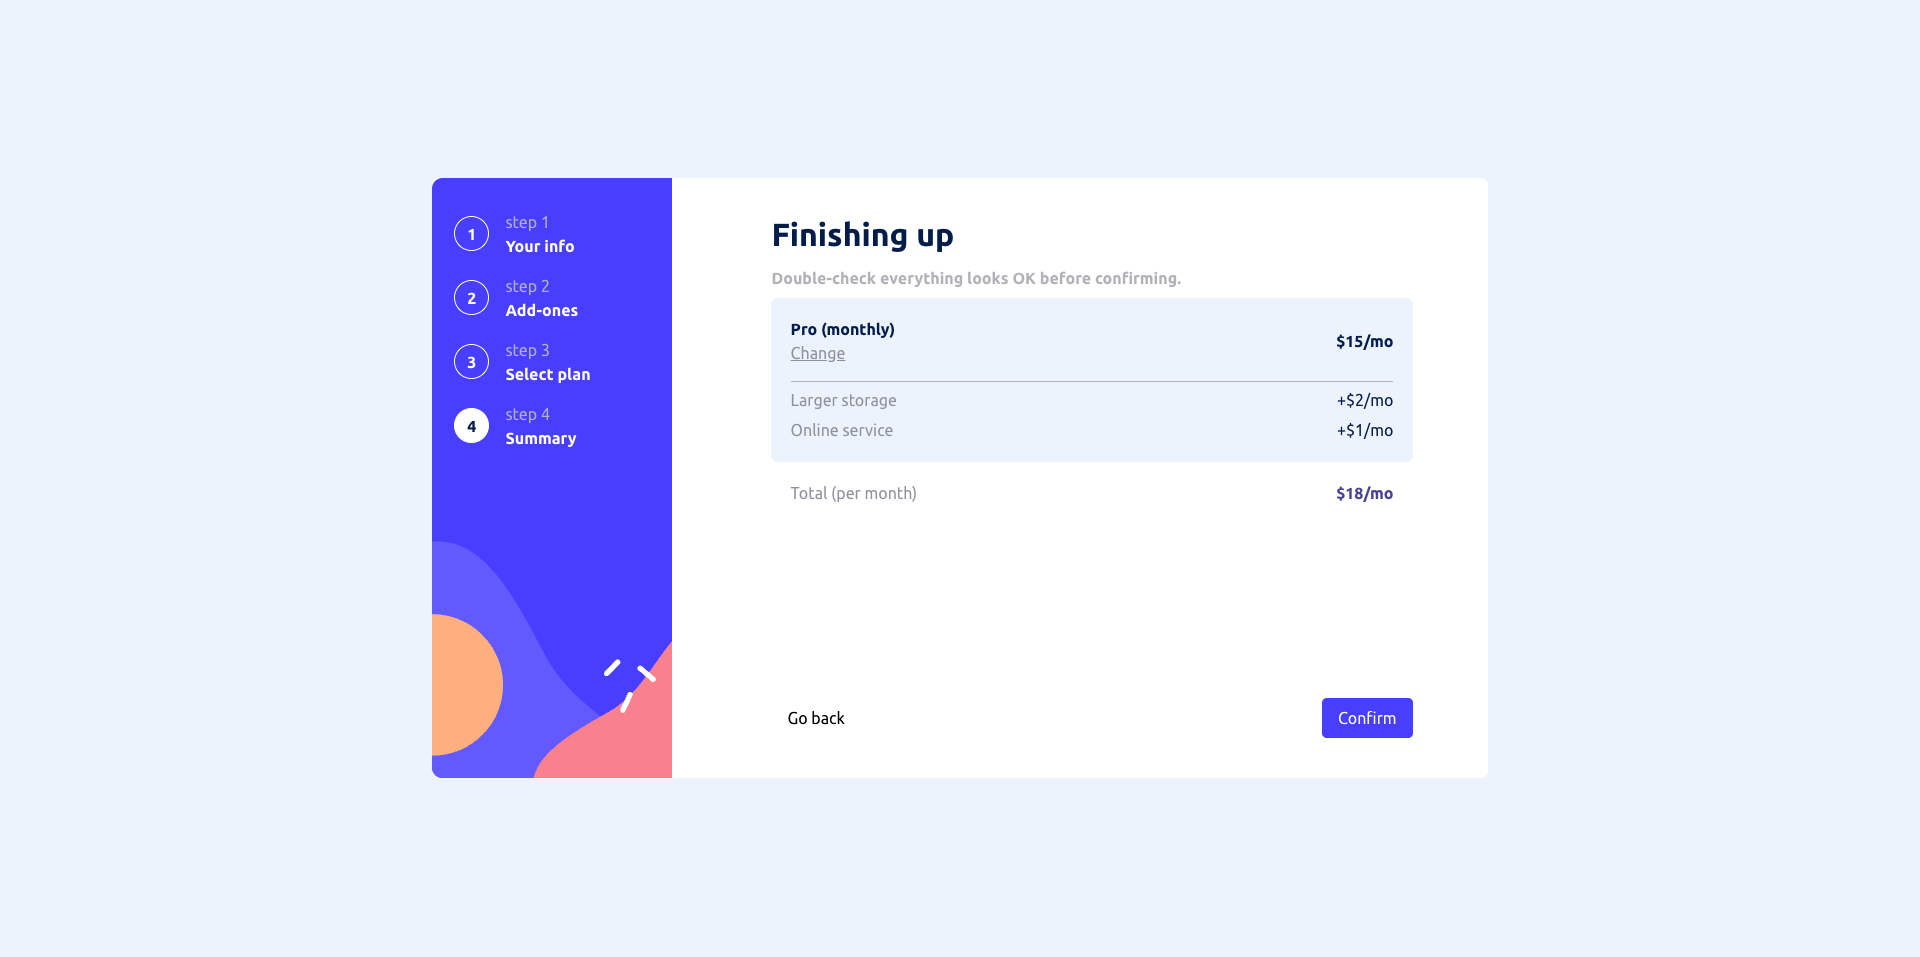 1
step 1
Your info
2
step 2
Add-ones
3
step 3
Select plan
4
step 4
Summary
Finishing up
Double-check everything looks OK before confirming.
Pro (monthly)
Change
$15/mo
Larger storage +$2/mo
Online service +$1/mo
Total (per month) $18/mo
Go back
Confirm